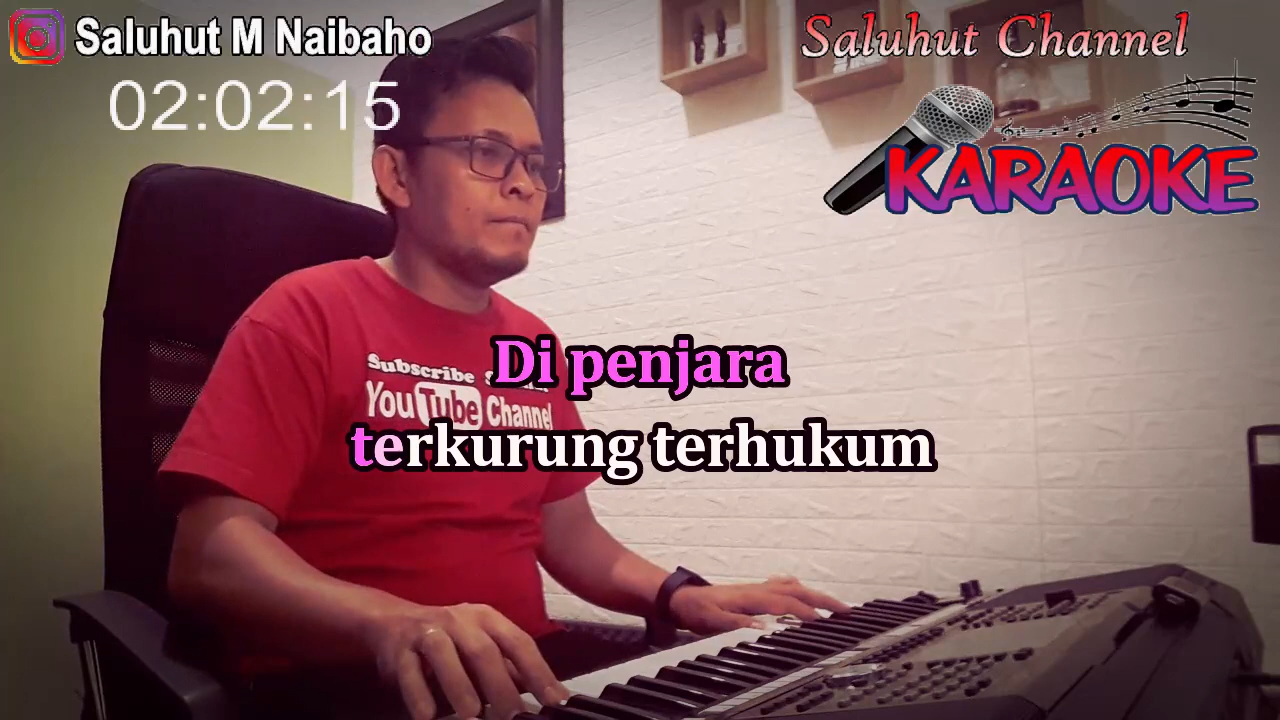 Saluhut M Naibaho
Saluhut Channel
02:02:15
KARAOKE
Di penjara
Subscribe
YouTube Channel
terkurung terhukum